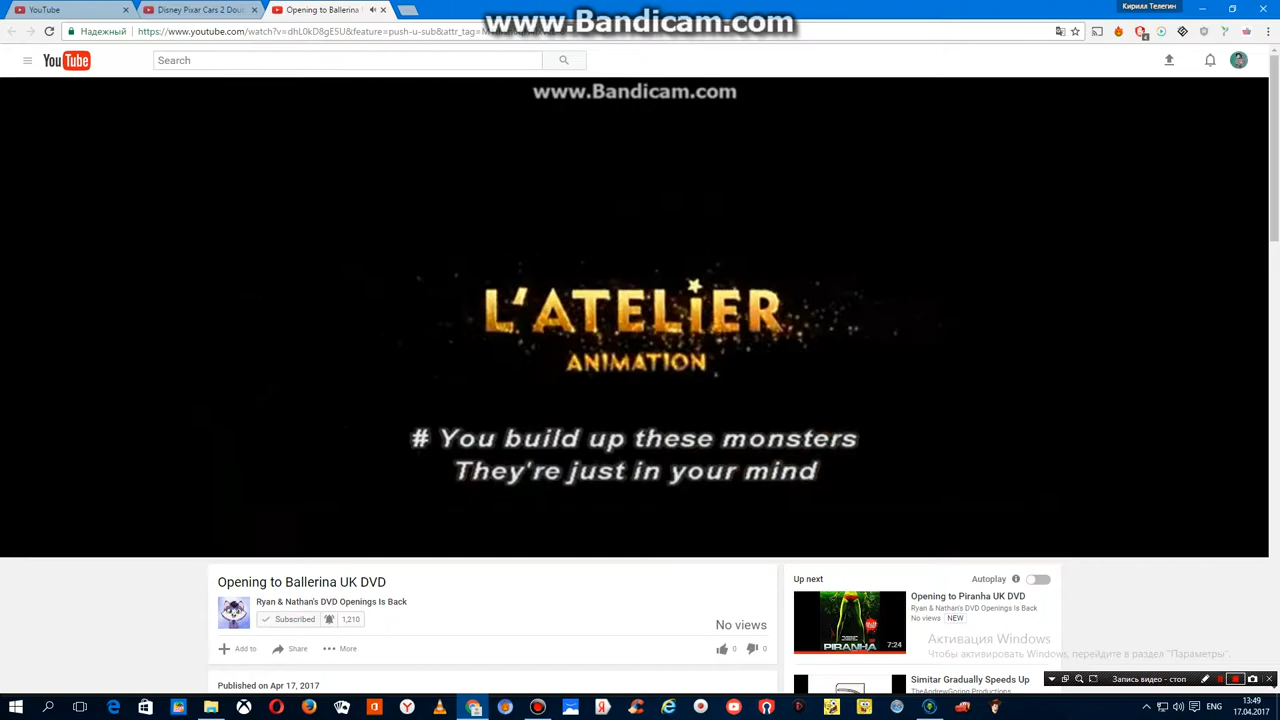 YouTube
Disney Pixar Cars 2 Dou
Opening to Ballerina
Кирилл Телегин
www.Bandicam.com
Надежный
https://www.youtube.com/watch?v=dhL0kD8gE5U&feature=push-u-sub&attr_tag=M
YouTube
Search
www.Bandicam.com
L'ATELiER
ANIMATION
# You build up these monsters
They're just in your mind
Opening to Ballerina UK DVD
Ryan & Nathan's DVD Openings Is Back
Subscribed
1,210
No views
Add to
Share
More
0
0
Published on Apr 17, 2017
Up next
Autoplay
Opening to Piranha UK DVD
Ryan & Nathan's DVD Openings Is Back
No views
NEW
PIRANHA
7:24
Simitar Gradually Speeds Up
TheAndrewGoring Productions
Активация Windows
Чтобы активировать Windows, перейдите в раздел "Параметры".
Запись видео - стоп
ENG
13:49
17.04.2017